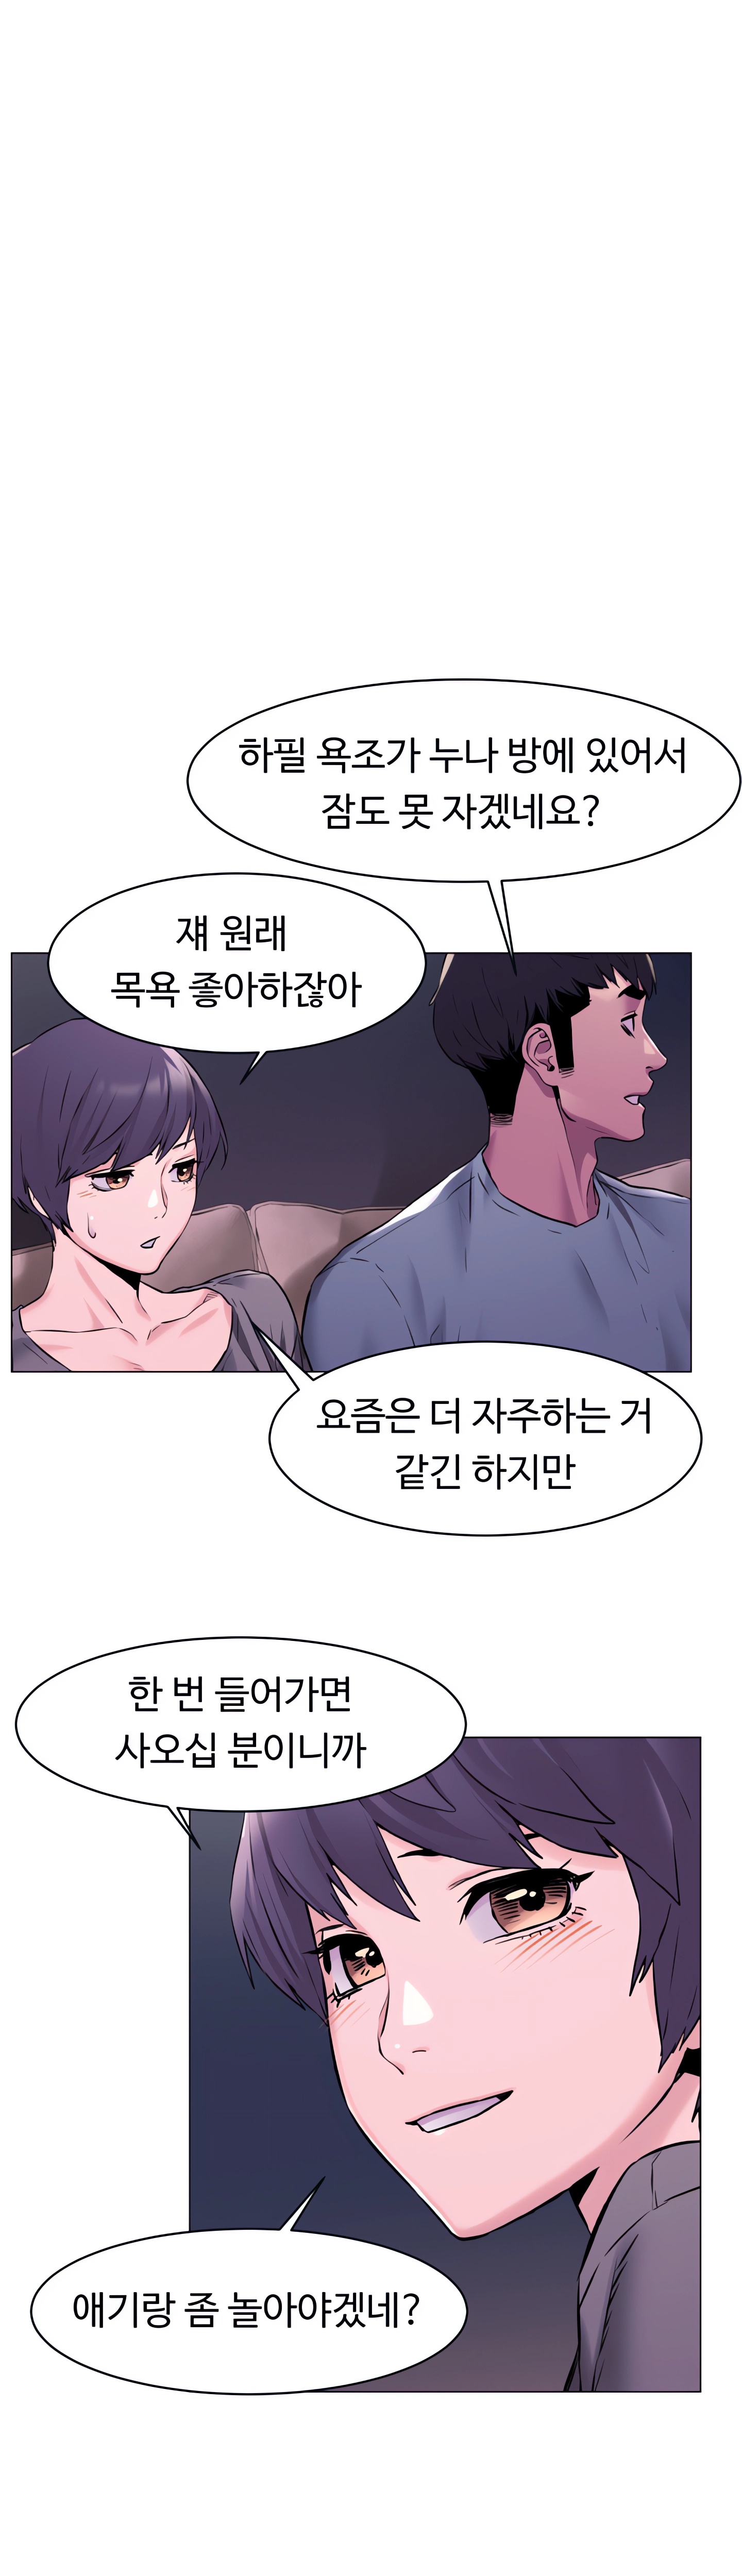 하필 욕조가 누나 방에 있어서
잠도 못 자겠네요?
쟤 원래
목욕 좋아하잖아
요즘은 더 자주하는 거
같긴 하지만
한 번 들어가면
사오십 분이니까
애기랑 좀 놀아야겠네?